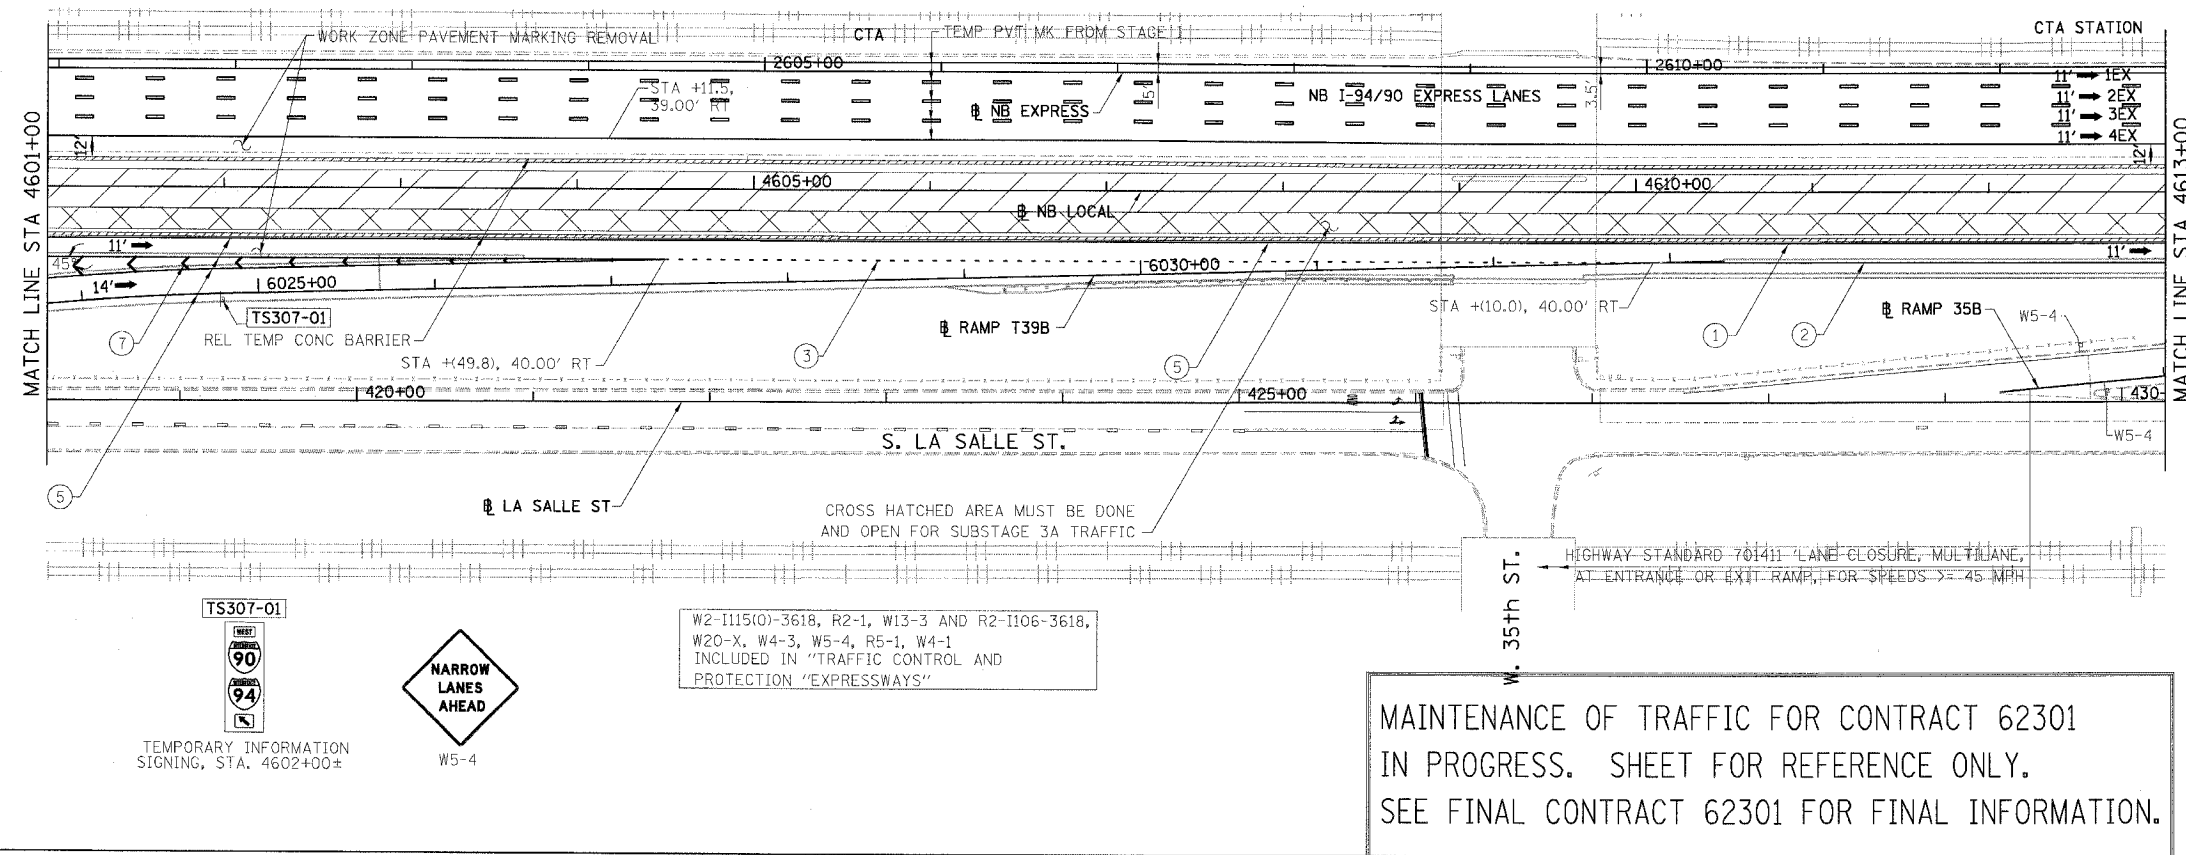 CTA STATION
WORK ZONE PAVEMENT MARKING REMOVAL
CTA
TEMP PVT MK FROM STAGE I
2605+00
2610+00
STA +11.5,
39.00' RT
5'
3.5'
NB I-94/90 EXPRESS LANES
℄ NB EXPRESS
11' 1EX
11' 2EX
11' 3EX
11' 4EX
12'
12'
MATCH LINE STA 4601+00
MATCH LINE STA 4613+00
4605+00
4610+00
℄ NB LOCAL
11'
11'
45'
14'
6025+00
6030+00
TS307-01
REL TEMP CONC BARRIER
STA +(49.8), 40.00' RT
7
3
5
1
2
5
℄ RAMP T39B
STA +(10.0), 40.00' RT
℄ RAMP 35B
W5-4
420+00
425+00
430
W5-4
S. LA SALLE ST.
℄ LA SALLE ST
CROSS HATCHED AREA MUST BE DONE
AND OPEN FOR SUBSTAGE 3A TRAFFIC
W. 35th ST.
HIGHWAY STANDARD 701411 'LANE CLOSURE, MULTILANE,
AT ENTRANCE OR EXIT RAMP, FOR SPEEDS >= 45 MPH
TS307-01
WEST
INTERSTATE
90
INTERSTATE
94
TEMPORARY INFORMATION
SIGNING, STA. 4602+00±
NARROW
LANES
AHEAD
W5-4
W2-I115(O)-3618, R2-1, W13-3 AND R2-I106-3618,
W20-X, W4-3, W5-4, R5-1, W4-1
INCLUDED IN "TRAFFIC CONTROL AND
PROTECTION "EXPRESSWAYS"
MAINTENANCE OF TRAFFIC FOR CONTRACT 62301
IN PROGRESS. SHEET FOR REFERENCE ONLY.
SEE FINAL CONTRACT 62301 FOR FINAL INFORMATION.